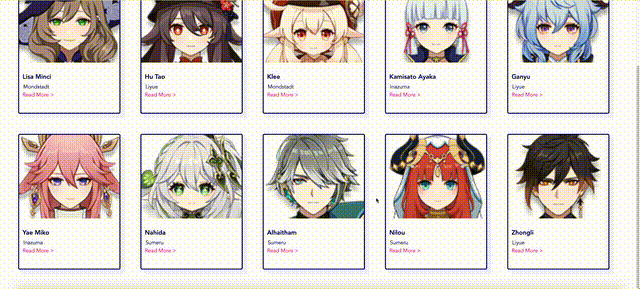 Lisa Minci
Mondstadt
Read More >
Hu Tao
Liyue
Read More >
Klee
Mondstadt
Read More >
Kamisato Ayaka
Inazuma
Read More >
Ganyu
Liyue
Read More >
Yae Miko
Inazuma
Read More >
Nahida
Sumeru
Read More >
Alhaitham
Sumeru
Read More >
Nilou
Sumeru
Read More >
Zhongli
Liyue
Read More >